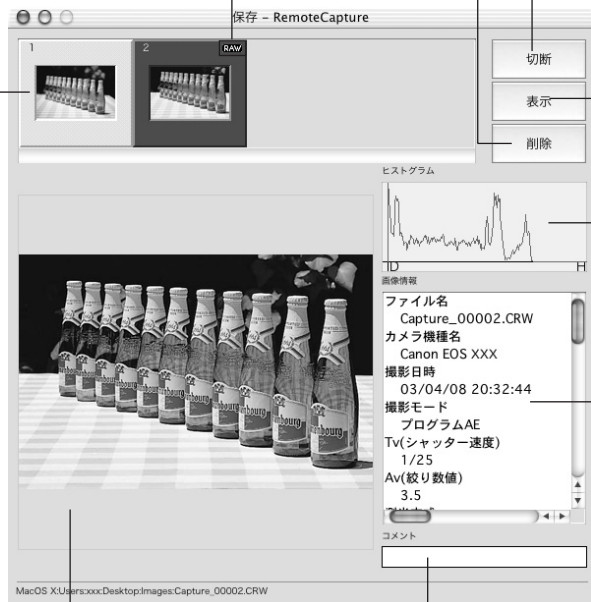 保存 – RemoteCapture
1
2
RAW
切断
表示
削除
ヒストグラム
D
H
画像情報
ファイル名
Capture_00002.CRW
カメラ機種名
Canon EOS XXX
撮影日時
03/04/08 20:32:44
撮影モード
プログラムAE
Tv(シャッター速度)
1/25
Av(絞り数値)
3.5
コメント
MacOS X:Users:xxx:Desktop:Images:Capture_00002.CRW